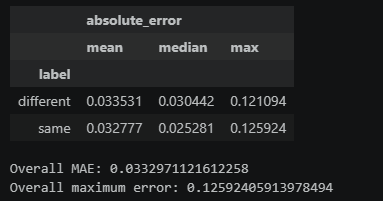 absolute_error
mean median max
label
different 0.033531 0.030442 0.121094
same 0.032777 0.025281 0.125924
Overall MAE: 0.0332971121612258
Overall maximum error: 0.12592405913978494